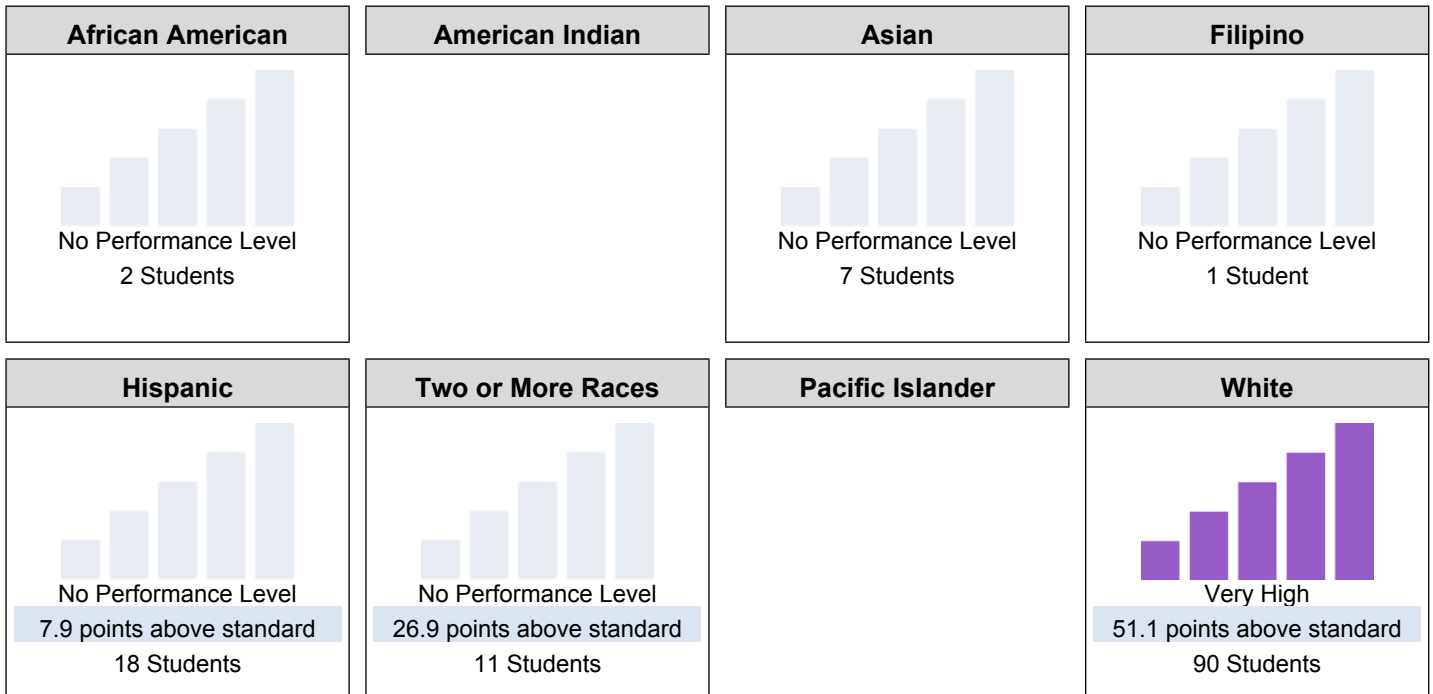 African American
No Performance Level
2 Students
American Indian
Asian
No Performance Level
7 Students
Filipino
No Performance Level
1 Student
Hispanic
No Performance Level
7.9 points above standard
18 Students
Two or More Races
No Performance Level
26.9 points above standard
11 Students
Pacific Islander
White
Very High
51.1 points above standard
90 Students